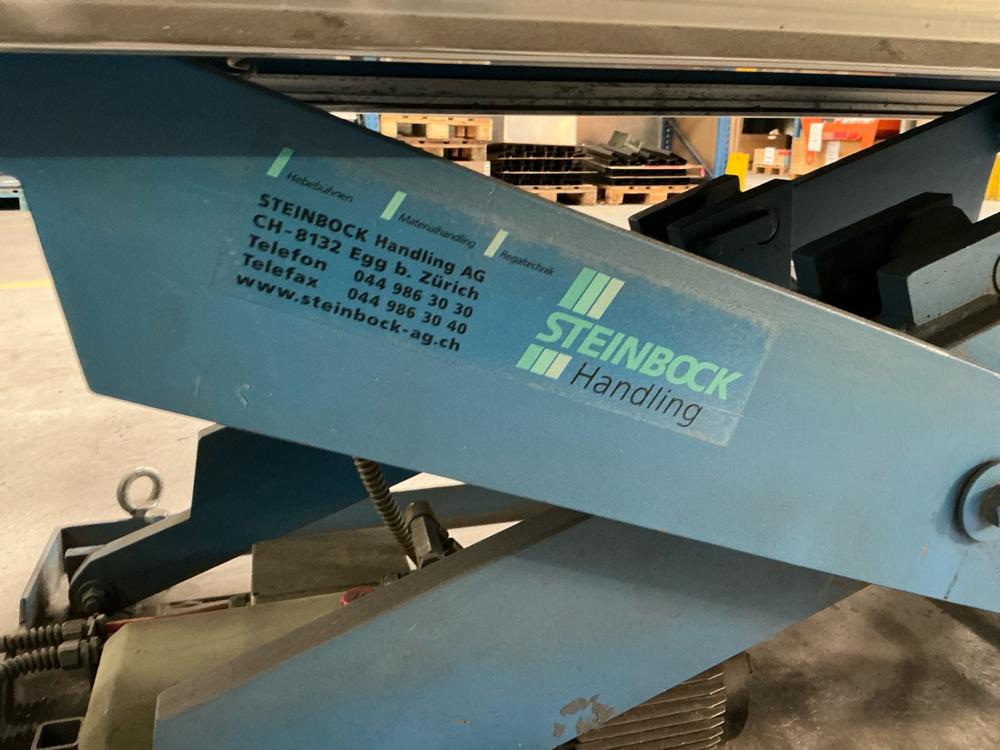 Hebebühnen
Materialhandling
Regaltechnik
STEINBOCK Handling AG
CH-8132 Egg b. Zürich
Telefon 044 986 30 30
Telefax 044 986 30 40
www.steinbock-ag.ch
STEINBOCK
Handling